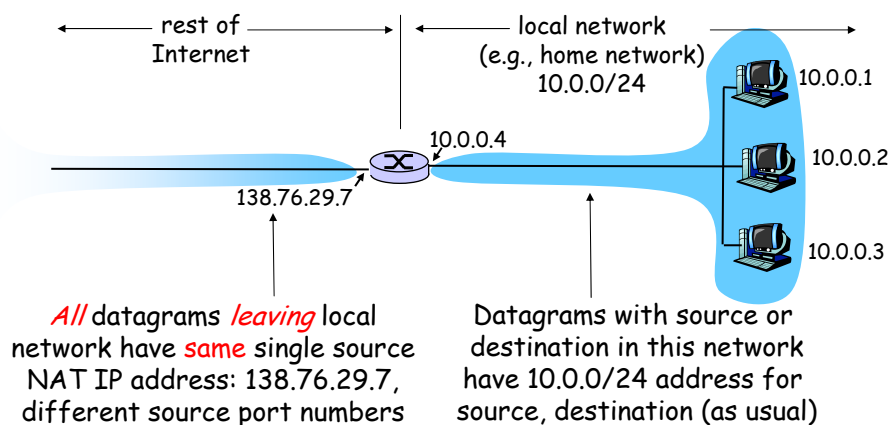 rest of
Internet
local network
(e.g., home network)
10.0.0/24
10.0.0.1
10.0.0.4
10.0.0.2
138.76.29.7
10.0.0.3
All datagrams leaving local
network have same single source
NAT IP address: 138.76.29.7,
different source port numbers
Datagrams with source or
destination in this network
have 10.0.0/24 address for
source, destination (as usual)